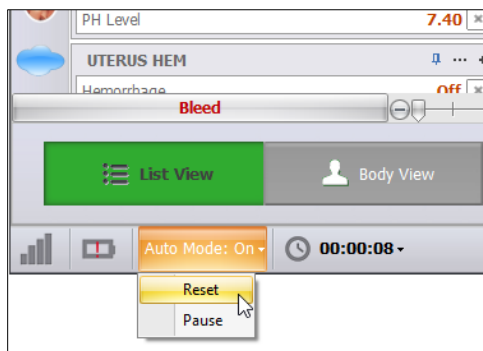 PH Level 7.40
UTERUS HEM
Hemorrhage Off
Bleed
List View Body View
Auto Mode: On 00:00:08
Reset
Pause